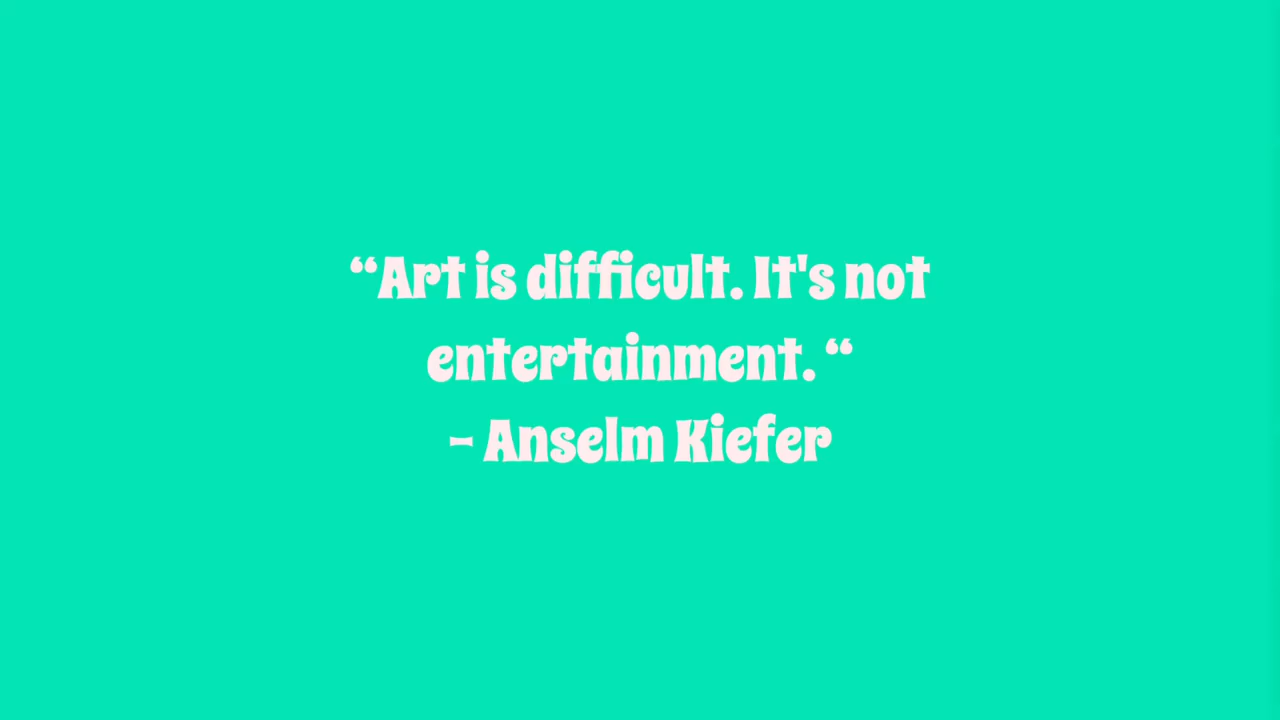 “Art is difficult. It's not
entertainment. “
- Anselm Kiefer